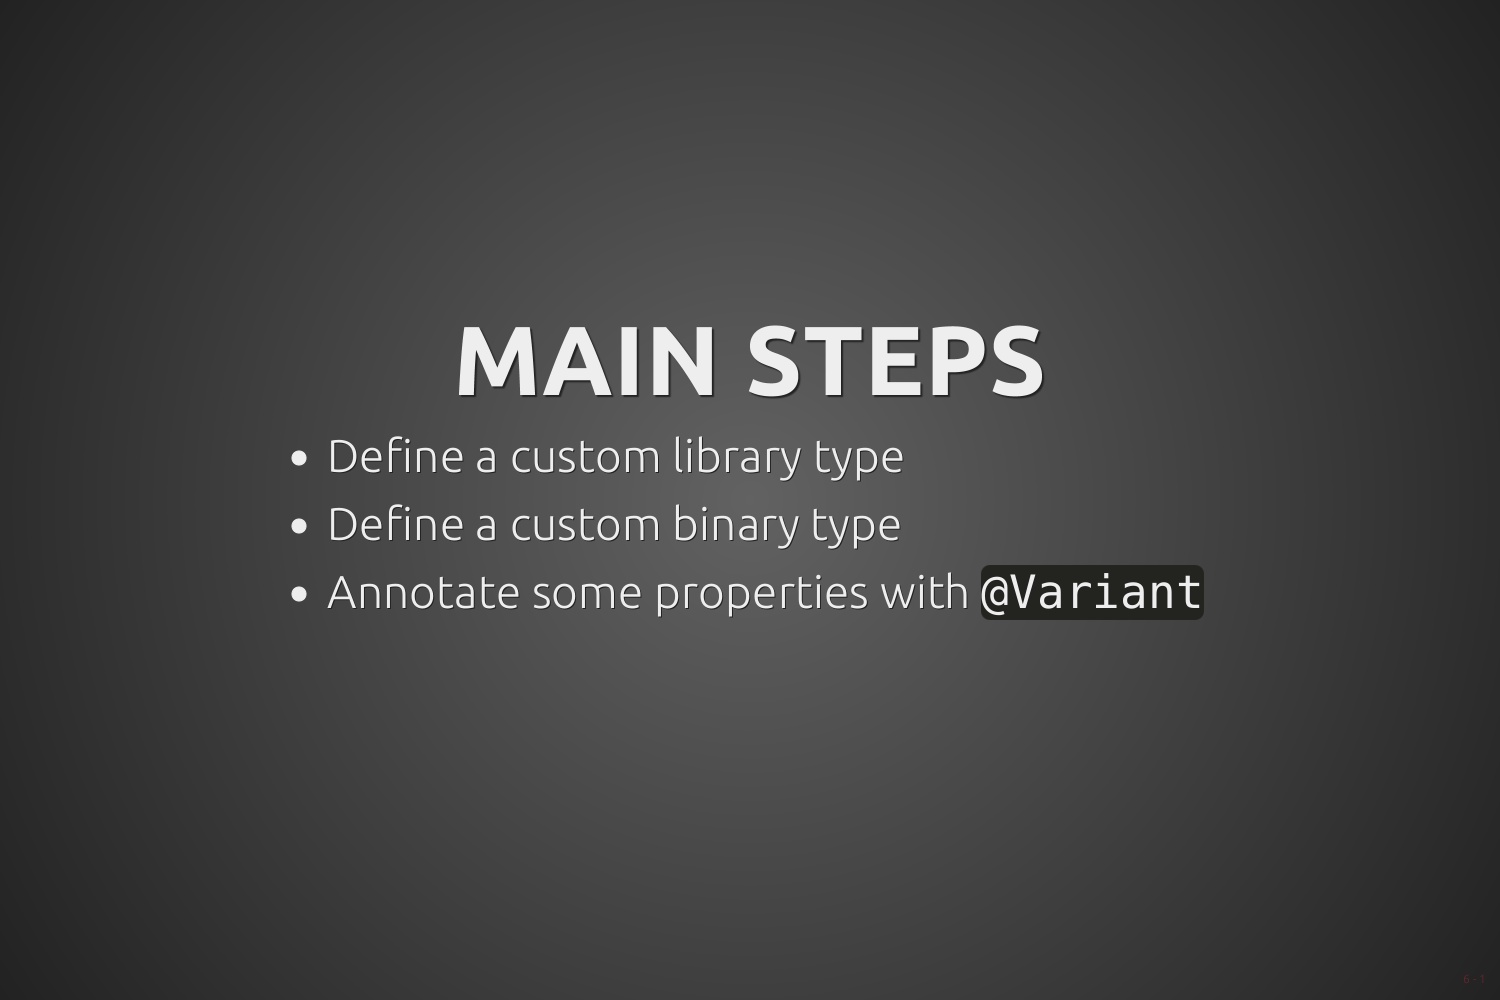 MAIN STEPS
• Define a custom library type
• Define a custom binary type
• Annotate some properties with @Variant
6 - 1